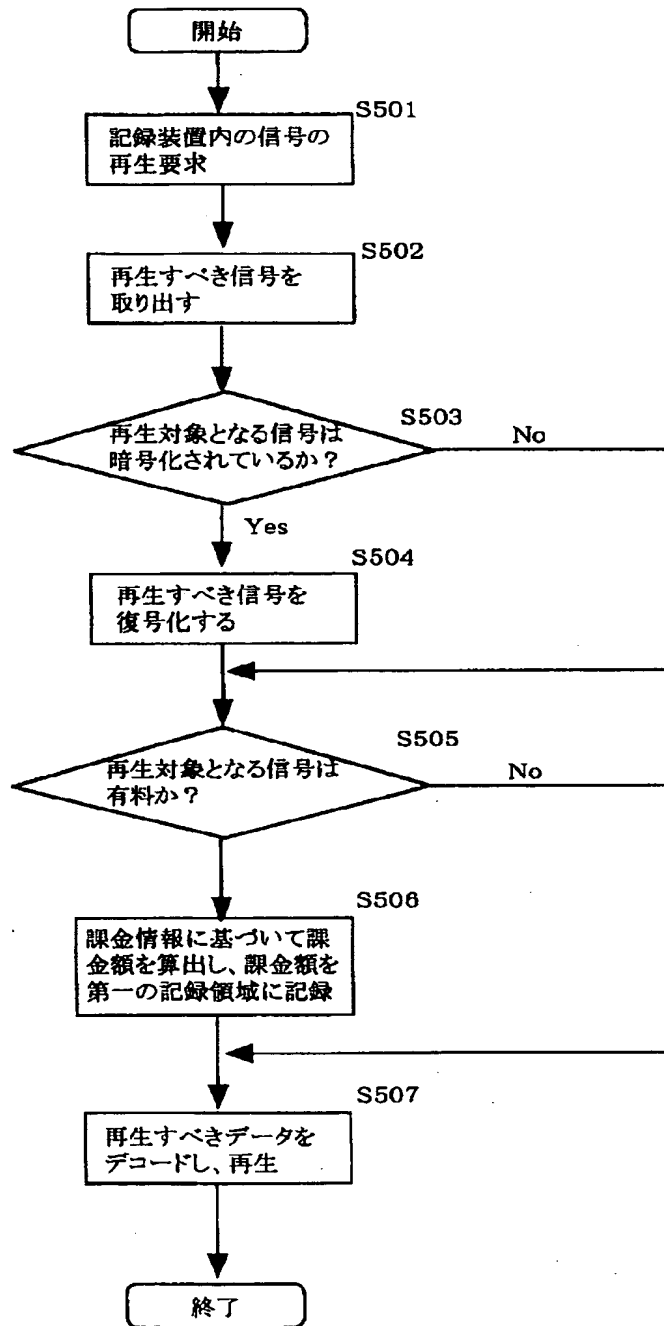 開始
S501
記録装置内の信号の
再生要求
S502
再生すべき信号を
取り出す
S503
再生対象となる信号は
暗号化されているか？
No
Yes
S504
再生すべき信号を
復号化する
S505
再生対象となる信号は
有料か？
No
S506
課金情報に基づいて課
金額を算出し、課金額を
第一の記録領域に記録
S507
再生すべきデータを
デコードし、再生
終了